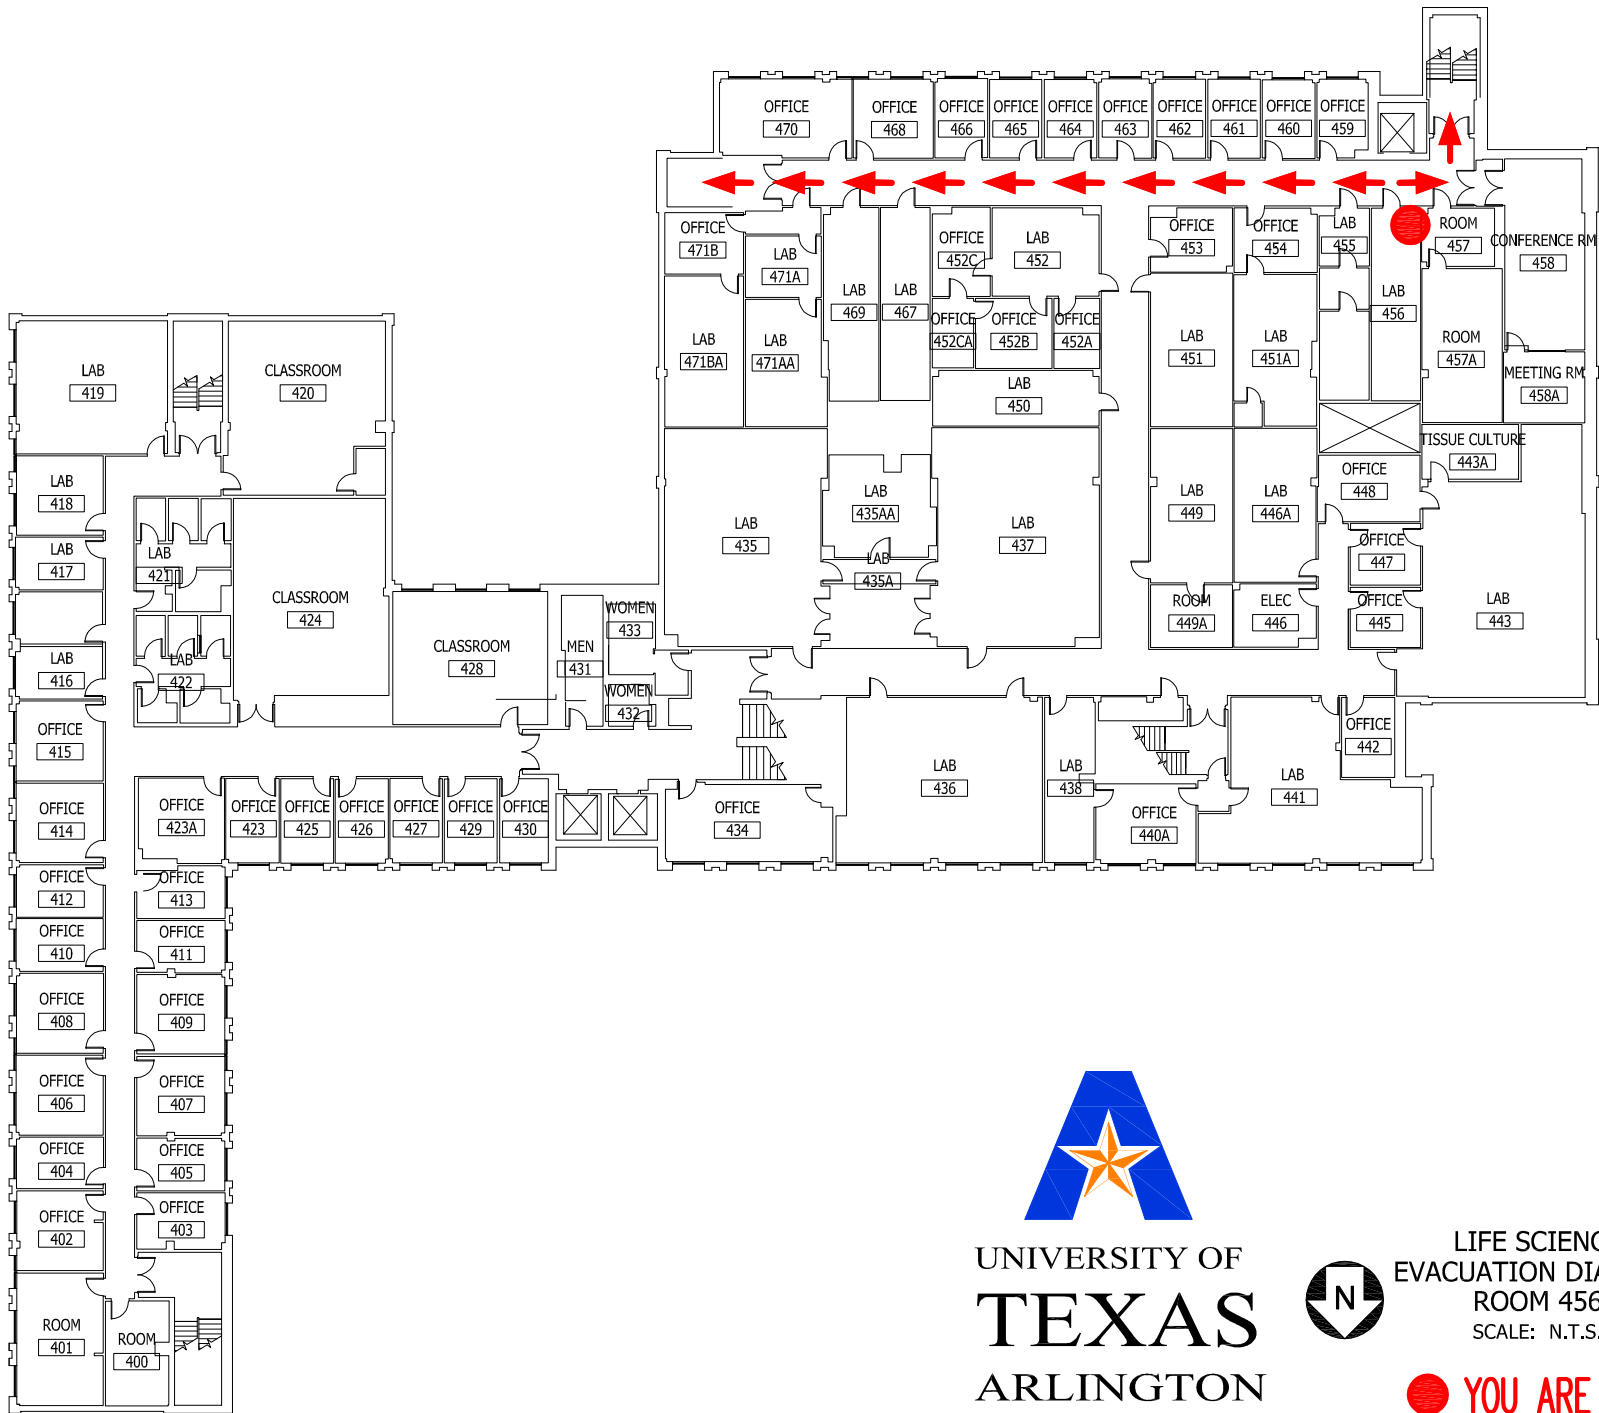 OFFICE
470
OFFICE
468
OFFICE
466
OFFICE
465
OFFICE
464
OFFICE
463
OFFICE
462
OFFICE
461
OFFICE
460
OFFICE
459
OFFICE
471B
LAB
471A
LAB
469
LAB
467
OFFICE
452C
LAB
452
OFFICE
453
OFFICE
454
LAB
455
ROOM
457
CONFERENCE RM
458
LAB
471BA
LAB
471AA
OFFICE
452CA
OFFICE
452B
OFFICE
452A
LAB
451
LAB
451A
LAB
456
ROOM
457A
MEETING RM
458A
LAB
450
LAB
419
CLASSROOM
420
LAB
418
LAB
417
LAB
421
LAB
416
LAB
422
CLASSROOM
424
CLASSROOM
428
MEN
431
WOMEN
433
WOMEN
432
LAB
435
LAB
435AA
LAB
435A
LAB
437
LAB
449
LAB
446A
OFFICE
448
TISSUE CULTURE
443A
OFFICE
447
OFFICE
445
LAB
443
ROOM
449A
ELEC
446
OFFICE
415
OFFICE
414
OFFICE
423A
OFFICE
423
OFFICE
425
OFFICE
426
OFFICE
427
OFFICE
429
OFFICE
430
OFFICE
434
LAB
436
LAB
438
OFFICE
440A
LAB
441
OFFICE
442
OFFICE
412
OFFICE
413
OFFICE
410
OFFICE
411
OFFICE
408
OFFICE
409
OFFICE
406
OFFICE
407
OFFICE
404
OFFICE
405
OFFICE
402
OFFICE
403
ROOM
401
ROOM
400
UNIVERSITY OF
TEXAS
ARLINGTON
N
LIFE SCIENC
EVACUATION DIA
ROOM 456
SCALE: N.T.S.
YOU ARE